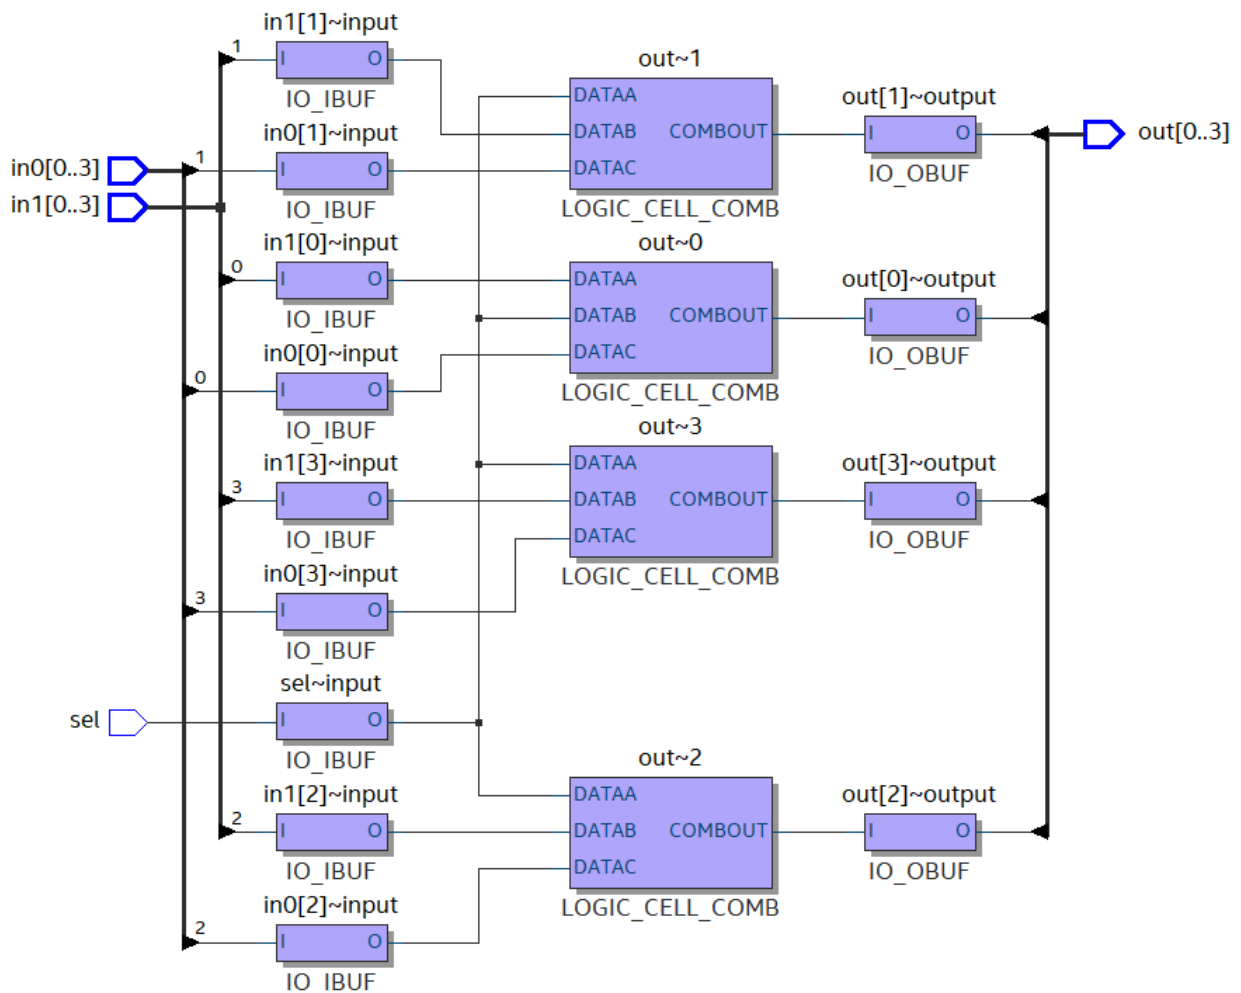 in1[1]~input
1
I O
IO_IBUF
out~1
DATAA
DATAB COMBOUT
DATAC
LOGIC_CELL_COMB
out[1]~output
I O
IO_OBUF
out[0..3]
in0[0..3]
in1[0..3]
in0[1]~input
1
I O
IO_IBUF
in1[0]~input
0
I O
IO_IBUF
out~0
DATAA
DATAB COMBOUT
DATAC
LOGIC_CELL_COMB
out[0]~output
I O
IO_OBUF
in0[0]~input
0
I O
IO_IBUF
in1[3]~input
3
I O
IO_IBUF
out~3
DATAA
DATAB COMBOUT
DATAC
LOGIC_CELL_COMB
out[3]~output
I O
IO_OBUF
in0[3]~input
3
I O
IO_IBUF
sel
sel~input
I O
IO_IBUF
in1[2]~input
2
I O
IO_IBUF
out~2
DATAA
DATAB COMBOUT
DATAC
LOGIC_CELL_COMB
out[2]~output
I O
IO_OBUF
in0[2]~input
2
I O
IO_IBUF